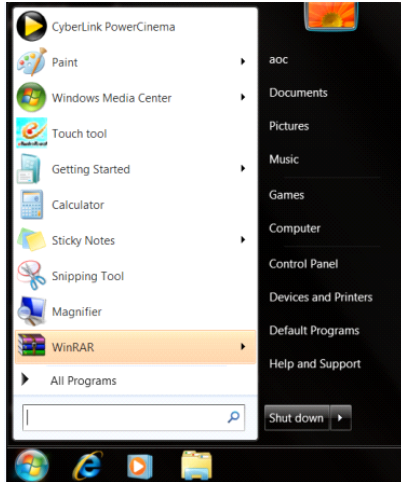 CyberLink PowerCinema
Paint
Windows Media Center
Touch tool
Getting Started
Calculator
Sticky Notes
Snipping Tool
Magnifier
WinRAR
All Programs
aoc
Documents
Pictures
Music
Games
Computer
Control Panel
Devices and Printers
Default Programs
Help and Support
Shut down